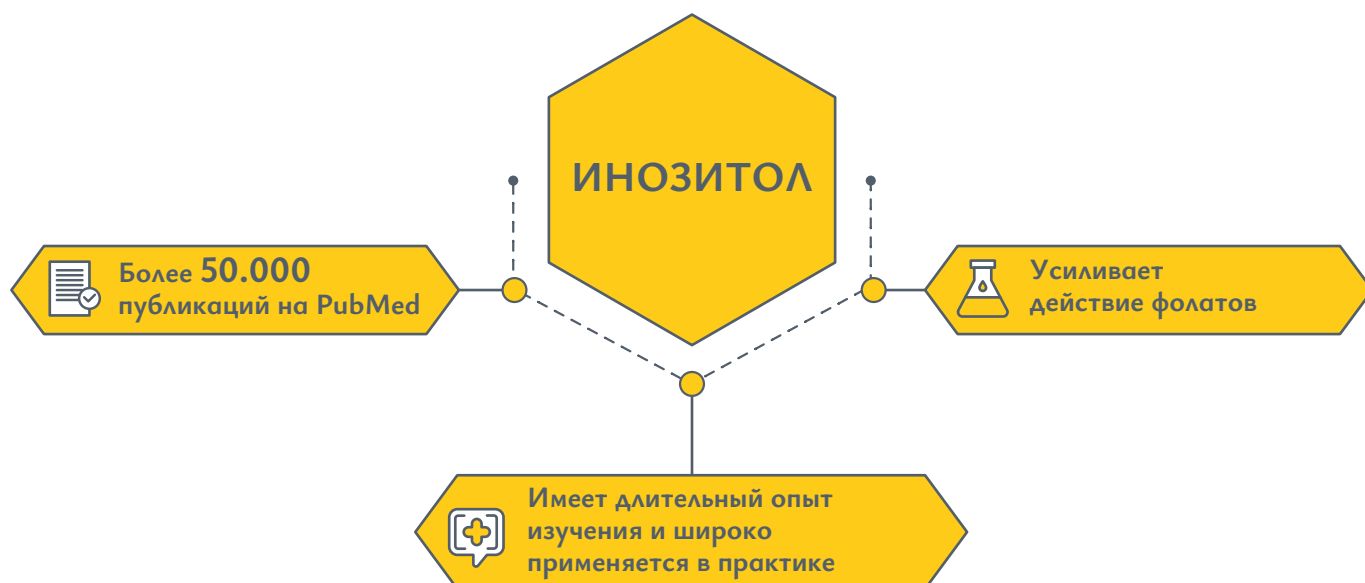 ИНОЗИТОЛ
Более 50.000
публикаций на PubMed
Усиливает
действие фолатов
Имеет длительный опыт
изучения и широко
применяется в практике